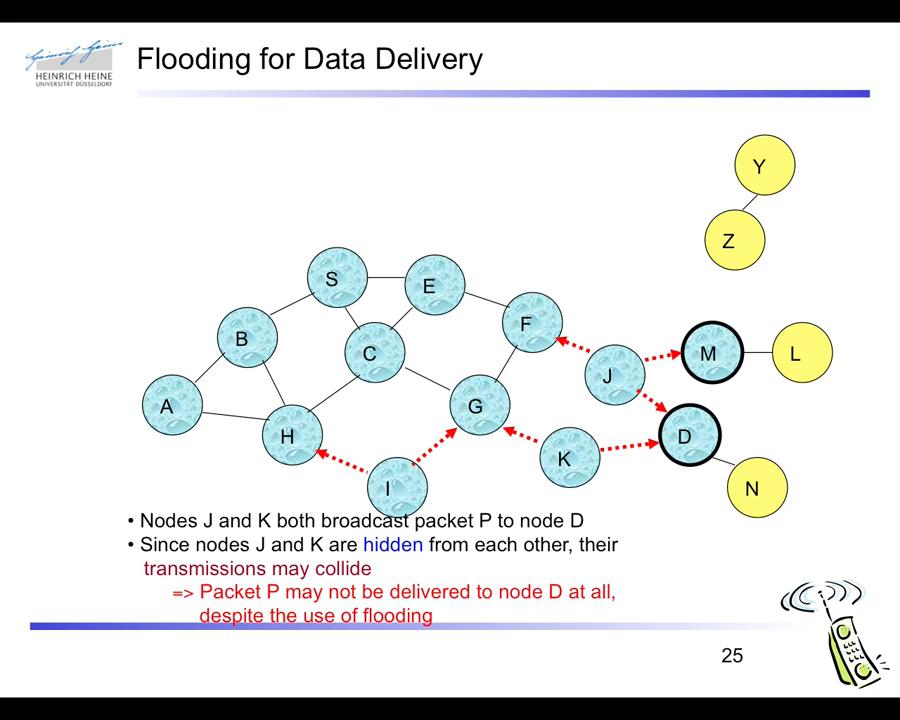 Heinrich Heine
HEINRICH HEINE
UNIVERSITÄT DÜSSELDORF
Flooding for Data Delivery
Y
Z
S
E
B
F
C
M
L
J
A
G
H
D
K
I
N
• Nodes J and K both broadcast packet P to node D
• Since nodes J and K are hidden from each other, their
transmissions may collide
=> Packet P may not be delivered to node D at all,
despite the use of flooding
25